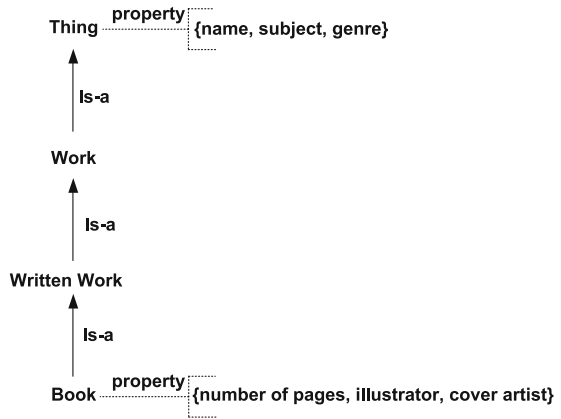 property
Thing
{name, subject, genre}
Is-a
Work
Is-a
Written Work
Is-a
property
Book
{number of pages, illustrator, cover artist}